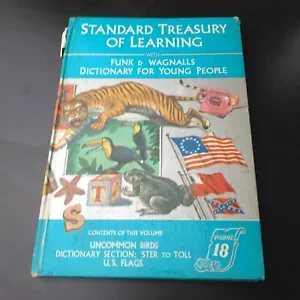 STANDARD TREASURY
OF LEARNING
WITH
FUNK & WAGNALLS
DICTIONARY FOR YOUNG PEOPLE
S
T
CONTENTS OF THIS VOLUME
UNCOMMON BIRDS
DICTIONARY SECTION: STER TO TOLL
U.S. FLAGS
VOLUME
18